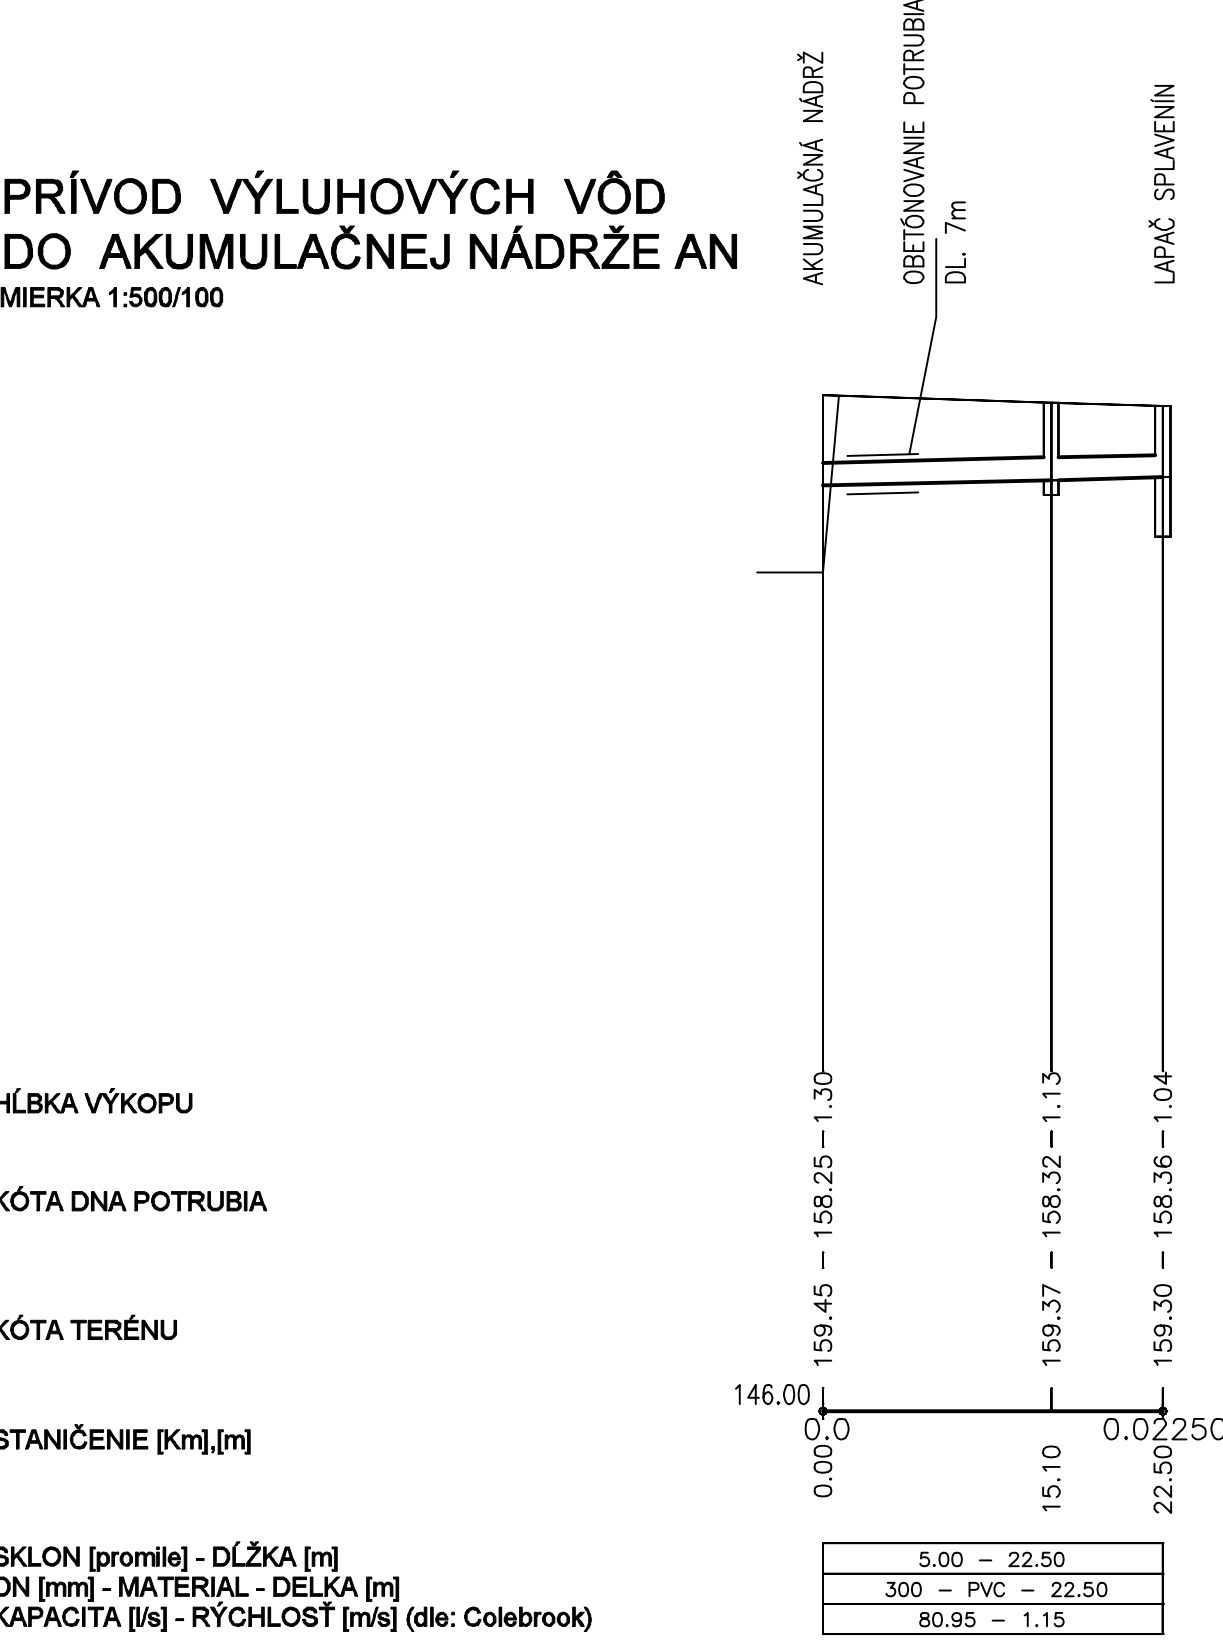 AKUMULAČNÁ NÁDRŽ
OBETÓNOVANIE POTRUBIA
DL. 7m
LAPAČ SPLAVENÍN
PRÍVOD VÝLUHOVÝCH VÔD
DO AKUMULAČNEJ NÁDRŽE AN
MIERKA 1:500/100
HĹBKA VÝKOPU
1.30
1.13
1.04
KÓTA DNA POTRUBIA
158.25 –
158.32 –
158.36 –
KÓTA TERÉNU
159.45 –
159.37 –
159.30 –
146.00
STANIČENIE [Km],[m]
0.0
0.02250
0.00
15.10
22.50
SKLON [promile] - DĹŽKA [m]
5.00 – 22.50
DN [mm] - MATERIAL - DELKA [m]
300 – PVC – 22.50
KAPACITA [l/s] - RÝCHLOSŤ [m/s] (dle: Colebrook)
80.95 – 1.15